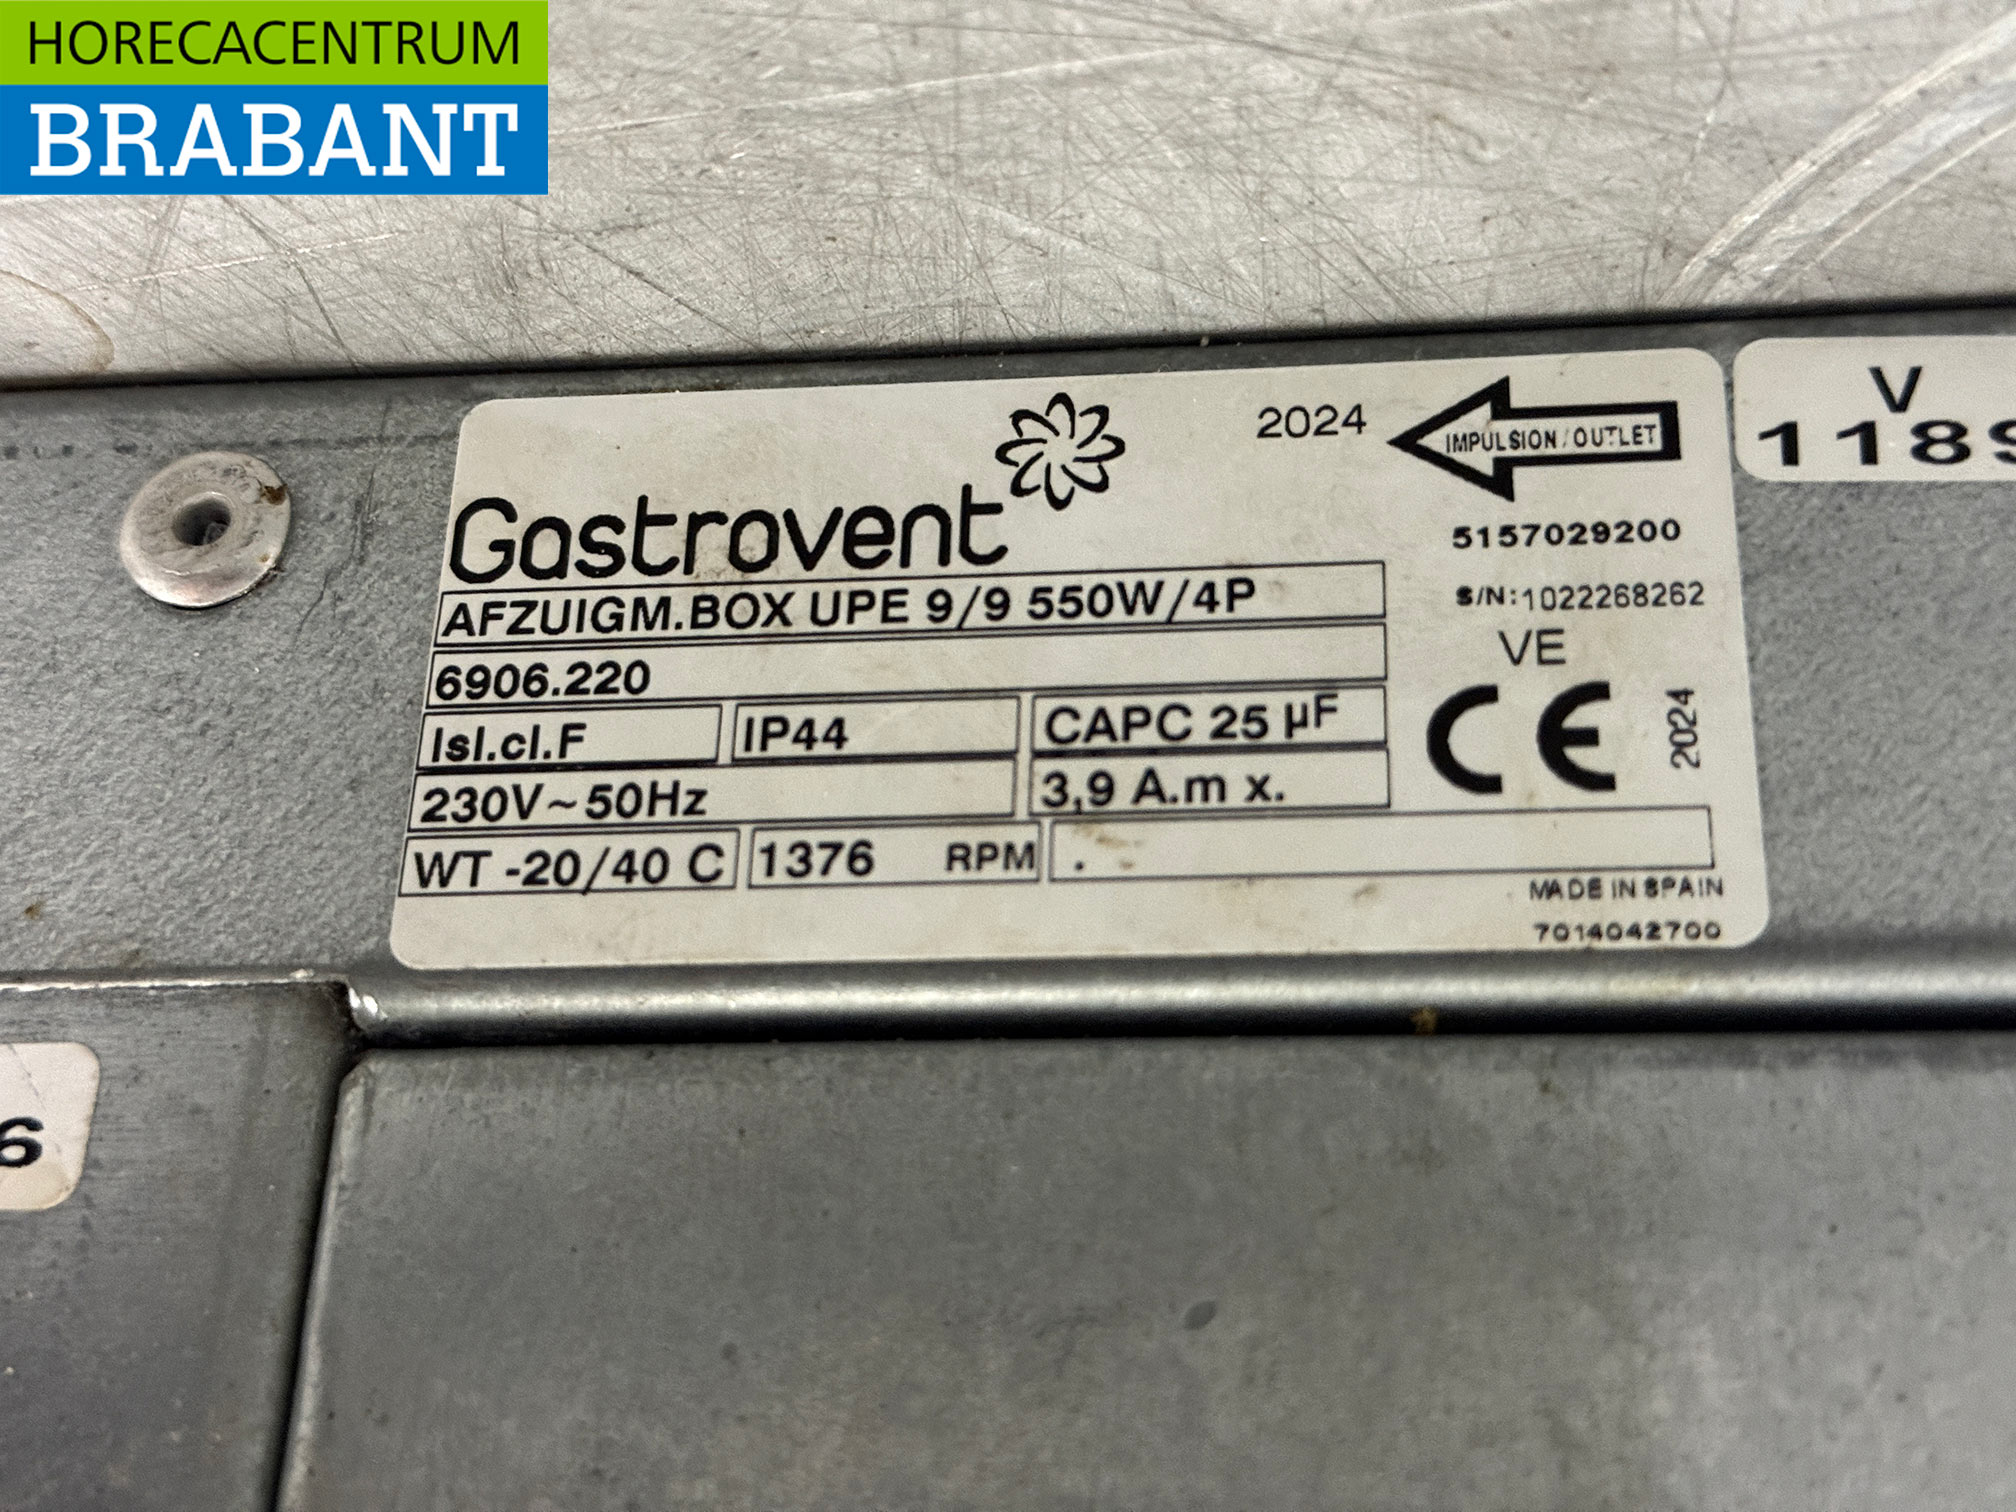 HORECACENTRUM
BRABANT
Gastrovent
2024
IMPULSION/OUTLET
5157029200
AFZUIGM.BOX UPE 9/9 550W/4P
S/N:1022268262
6906.220
VE
Isl.cl.F
IP44
CAPC 25 µF
CE
2024
230V~50Hz
3,9 A.m x.
WT -20/40 C
1376 RPM
.
MADE IN SPAIN
7014042700
V
118
6